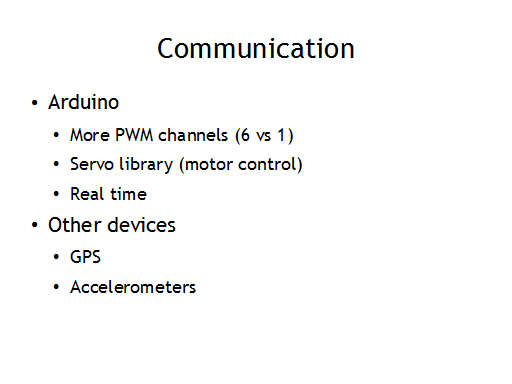 Communication
• Arduino
• More PWM channels (6 vs 1)
• Servo library (motor control)
• Real time
• Other devices
• GPS
• Accelerometers